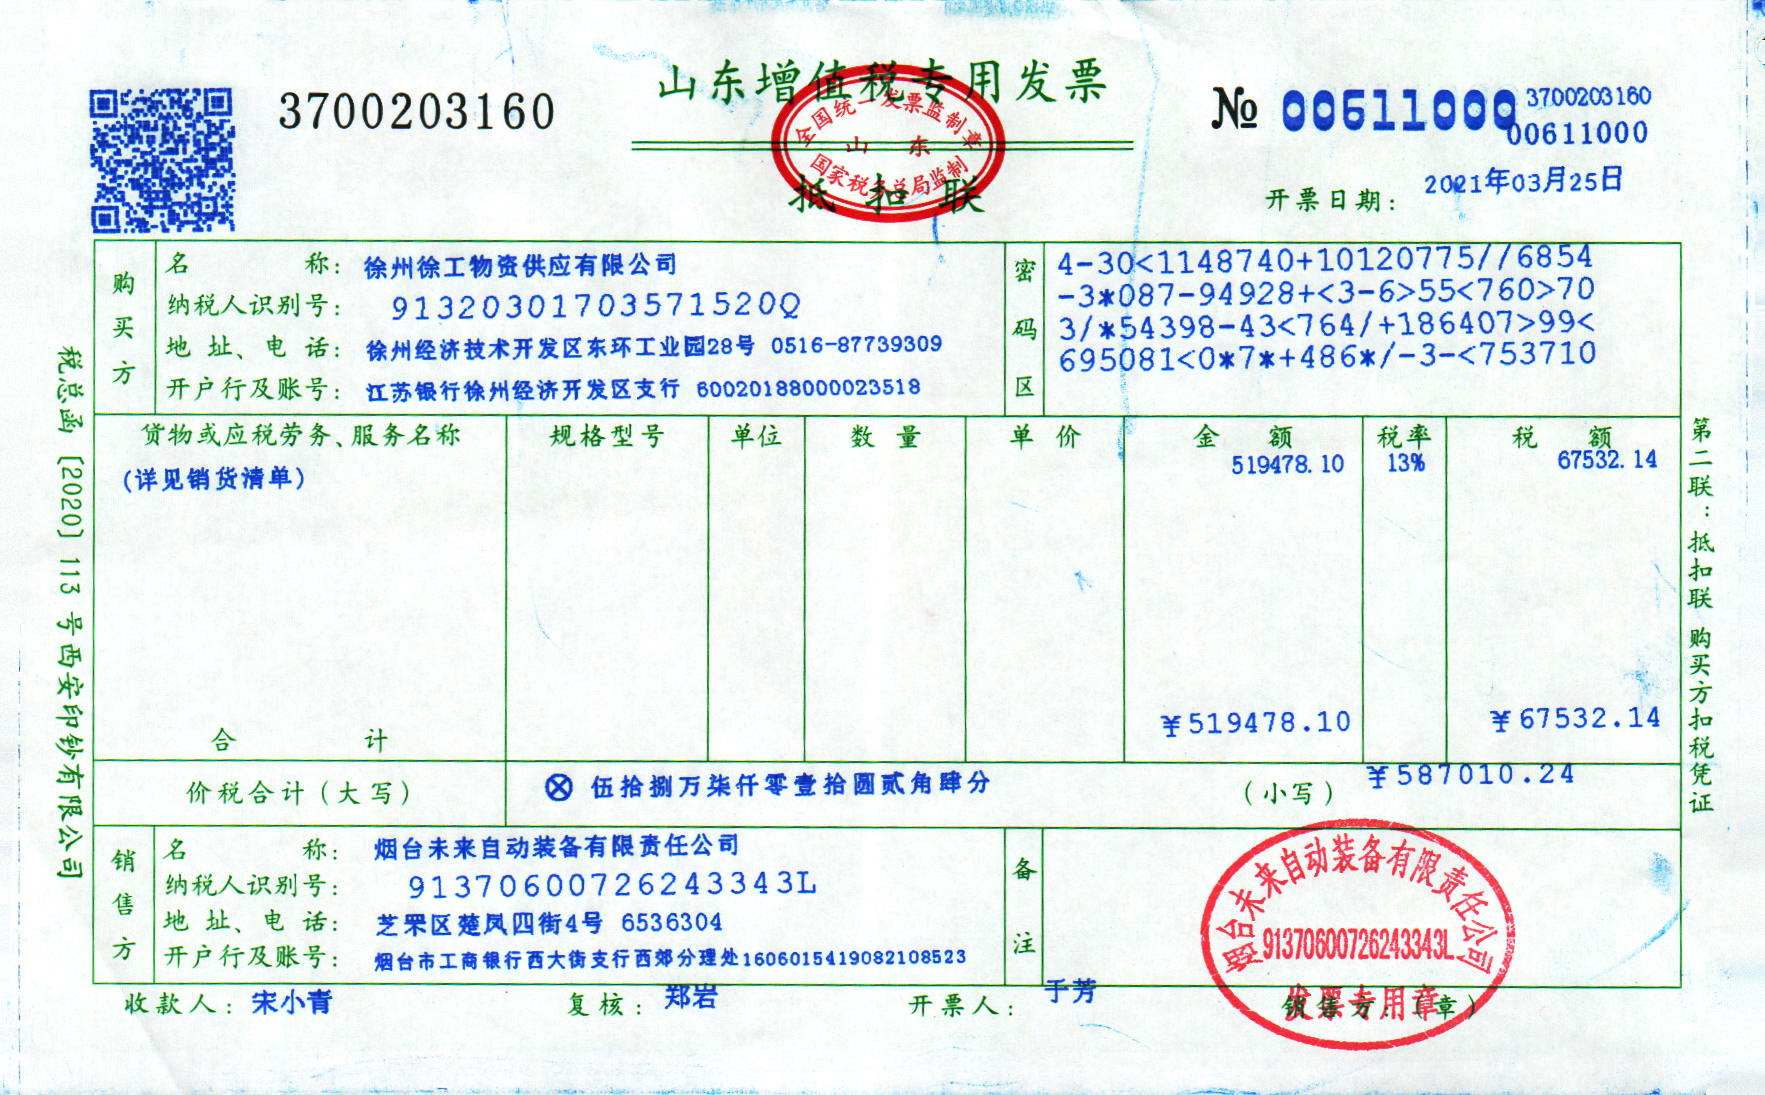 山东增值税专用发票
3700203160
№ 00611000
3700203160
00611000
全国统一发票监制章
山东
国家税务总局监制
抵扣联
开票日期: 2021年03月25日
购买方
名 称: 徐州徐工物资供应有限公司
纳税人识别号: 91320301703571520Q
地 址、电 话: 徐州经济技术开发区东环工业园28号 0516-87739309
开户行及账号: 江苏银行徐州经济开发区支行 60020188000023518
密码区
4-30<1148740+10120775//6854
-3*087-94928+<3-6>55<760>70
3/*54398-43<764/+186407>99<
695081<0*7*+486*/-3-<753710
货物或应税劳务、服务名称 规格型号 单位 数 量 单 价 金 额 税率 税 额
(详见销货清单) 519478.10 13% 67532.14
合 计 ¥519478.10 ¥67532.14
价税合计(大写) ⊗ 伍拾捌万柒仟零壹拾圆贰角肆分 (小写) ¥587010.24
销售方
名 称: 烟台未来自动装备有限责任公司
纳税人识别号: 91370600726243343L
地 址、电 话: 芝罘区楚凤四街4号 6536304
开户行及账号: 烟台市工商银行西大街支行西郊分理处1606015419082108523
备注
烟台未来自动装备有限责任公司
91370600726243343L
发票专用章
收款人: 宋小青 复核: 郑岩 开票人: 于芳 销售方:(章)
税总函〔2020〕113号西安印钞有限公司
第二联:抵扣联 购买方扣税凭证